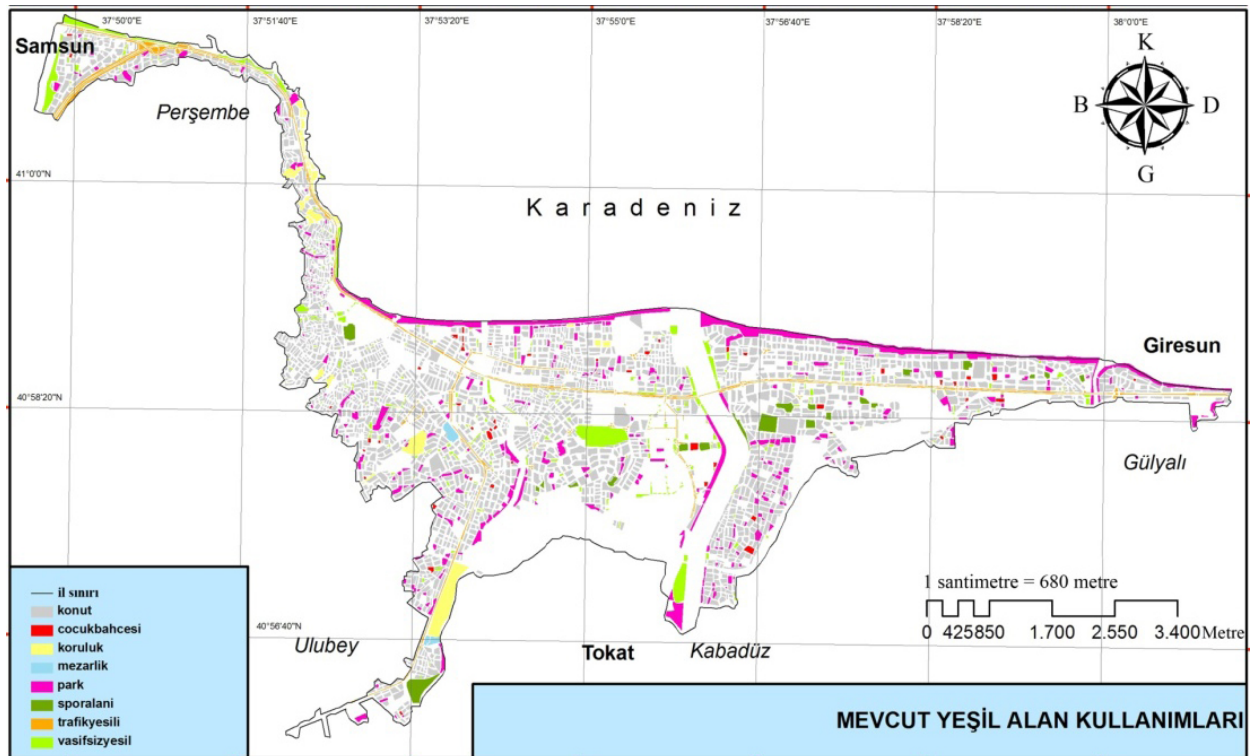 37°50'0"E
37°51'40"E
37°53'20"E
37°55'0"E
37°56'40"E
37°58'20"E
38°0'0"E
Samsun
K
B
D
G
Perşembe
41°0'0"N
Karadeniz
Giresun
40°58'20"N
Gülyalı
1 santimetre = 680 metre
0 425850 1.700 2.550 3.400Metre
il sınırı
konut
cocukbahcesi
koruluk
mezarlik
park
sporalani
trafikyesili
vasifsizyesil
40°56'40"N
Ulubey
Tokat
Kabadüz
MEVCUT YEŞİL ALAN KULLANIMLARI